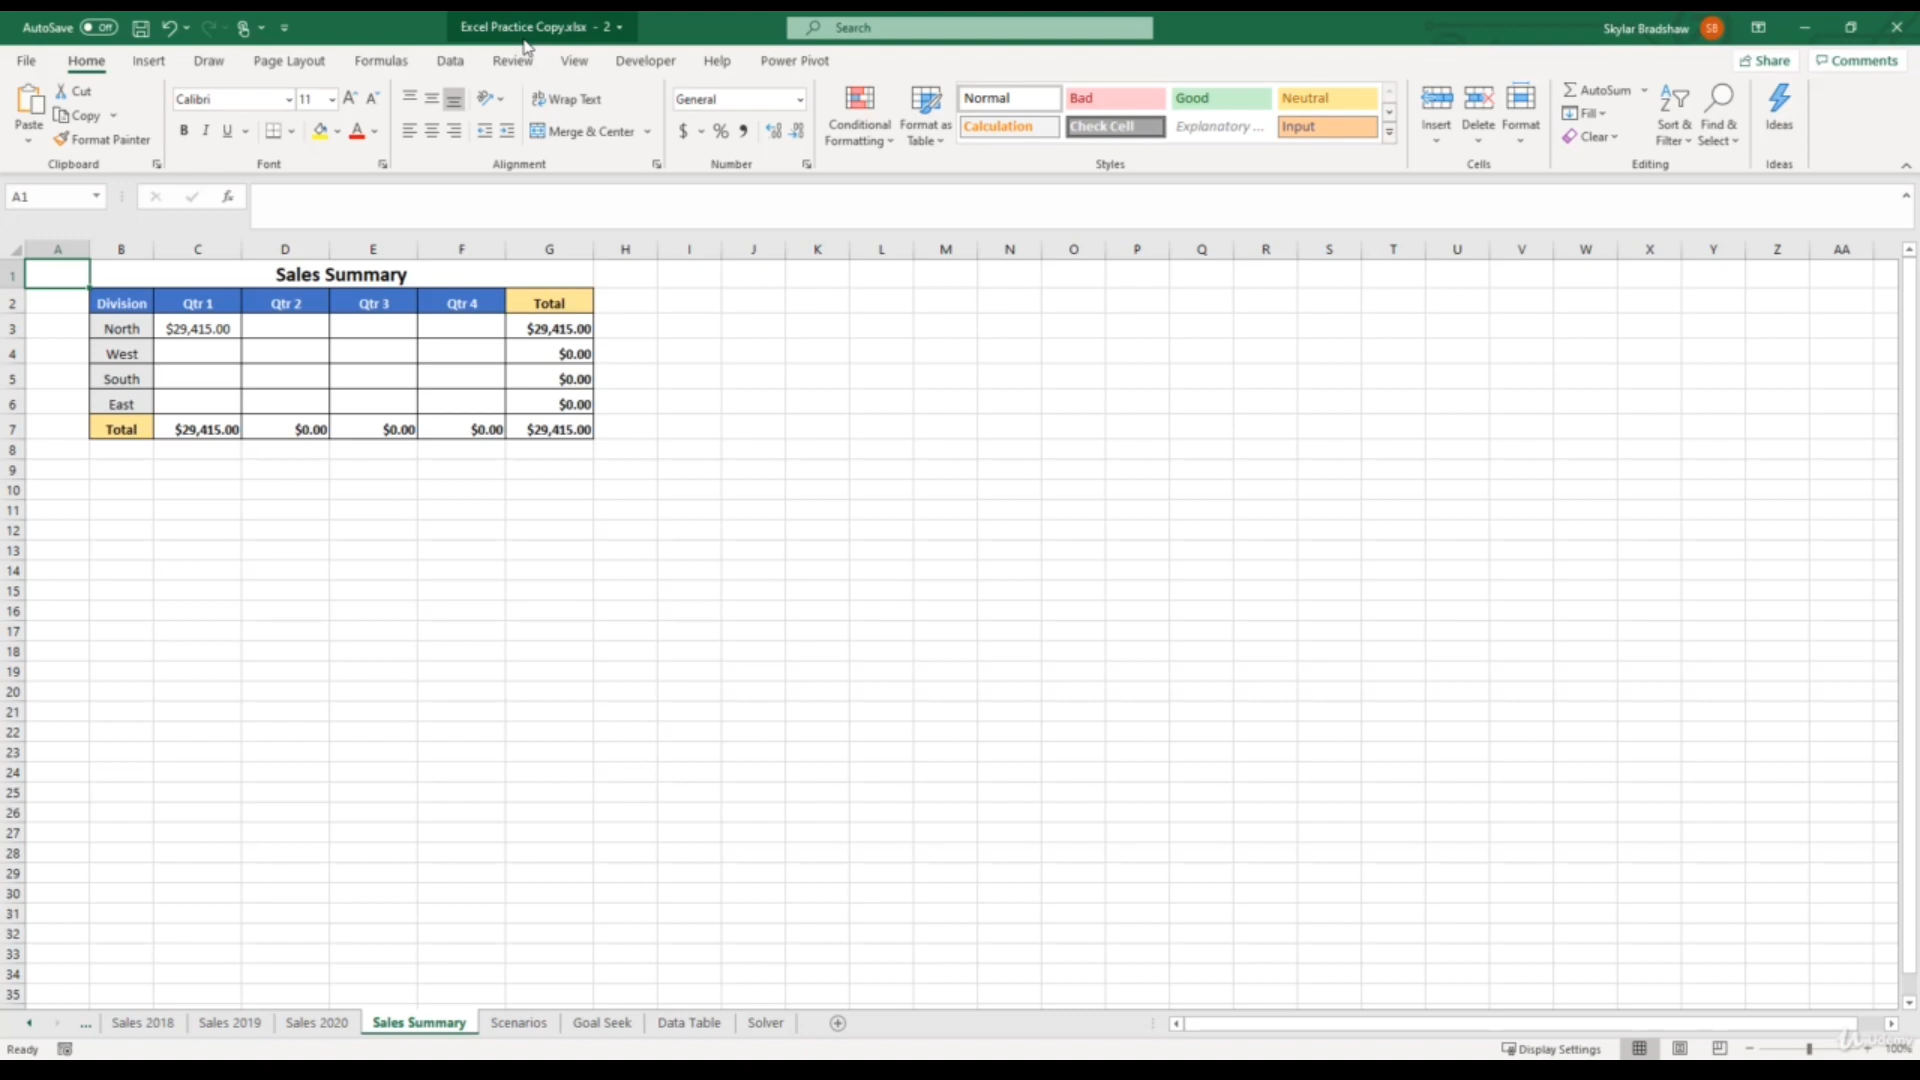 AutoSave Off Excel Practice Copy.xlsx - 2 Search Skylar Bradshaw SB
File Home Insert Draw Page Layout Formulas Data Review View Developer Help Power Pivot Share Comments
Paste Cut Copy Format Painter
Clipboard
Calibri 11 B I U A
Font
Wrap Text
Merge & Center
Alignment
General
$ % 9
Number
Conditional Formatting
Format as Table
Normal Bad Good Neutral
Calculation Check Cell Explanatory ... Input
Styles
Insert Delete Format
Cells
AutoSum
Fill
Clear
Sort & Filter
Find & Select
Editing
Ideas
Ideas
A1 fx
A B C D E F G H I J K L M N O P Q R S T U V W X Y Z AA
1 Sales Summary
2 Division Qtr 1 Qtr 2 Qtr 3 Qtr 4 Total
3 North $29,415.00 $29,415.00
4 West $0.00
5 South $0.00
6 East $0.00
7 Total $29,415.00 $0.00 $0.00 $0.00 $29,415.00
8
9
10
11
12
13
14
15
16
17
18
19
20
21
22
23
24
25
26
27
28
29
30
31
32
33
34
35
... Sales 2018 Sales 2019 Sales 2020 Sales Summary Scenarios Goal Seek Data Table Solver
Ready Display Settings 100%
Udemy